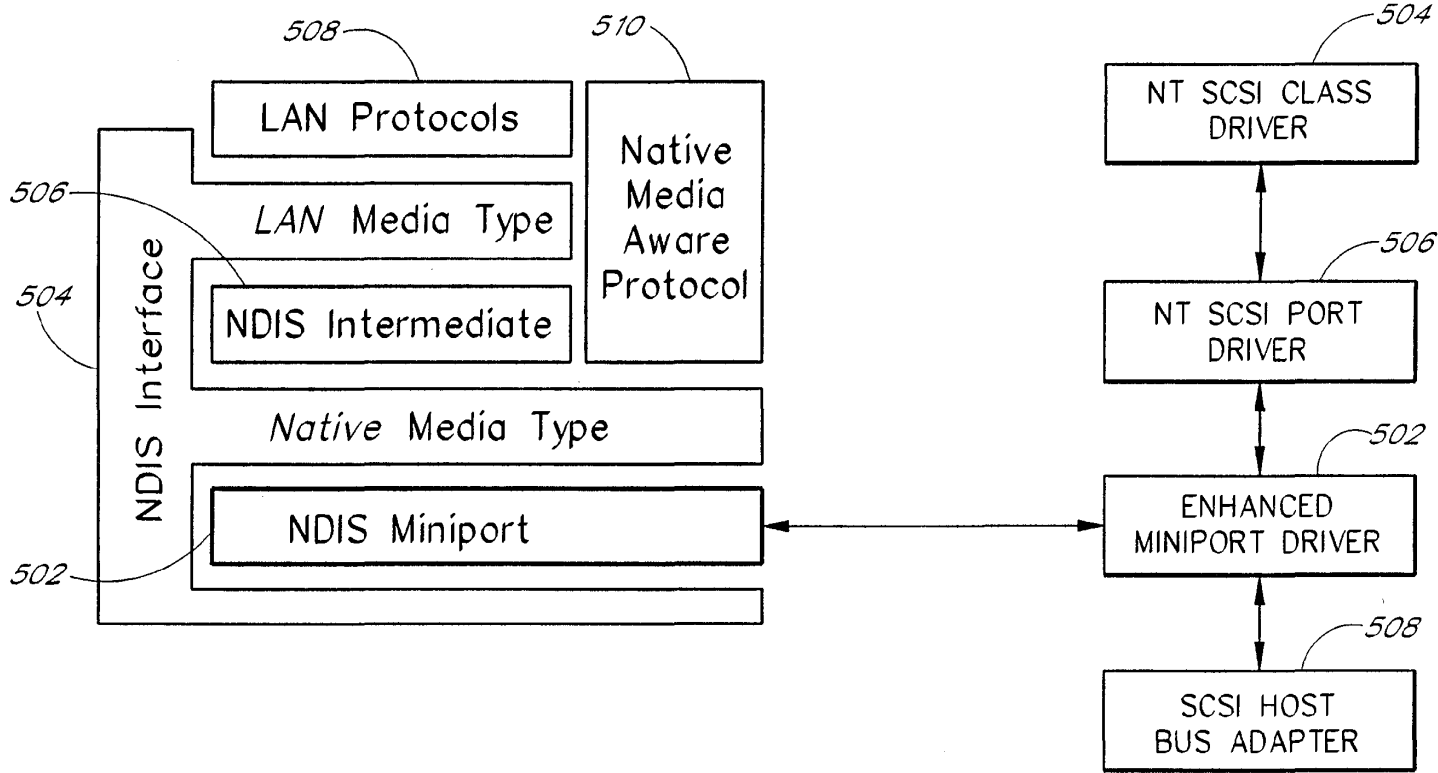 508
510
504
LAN Protocols
NT SCSI CLASS
DRIVER
Native
Media
Aware
Protocol
506
LAN Media Type
506
504
NDIS Interface
NDIS Intermediate
NT SCSI PORT
DRIVER
Native Media Type
502
NDIS Miniport
ENHANCED
MINIPORT DRIVER
502
508
SCSI HOST
BUS ADAPTER